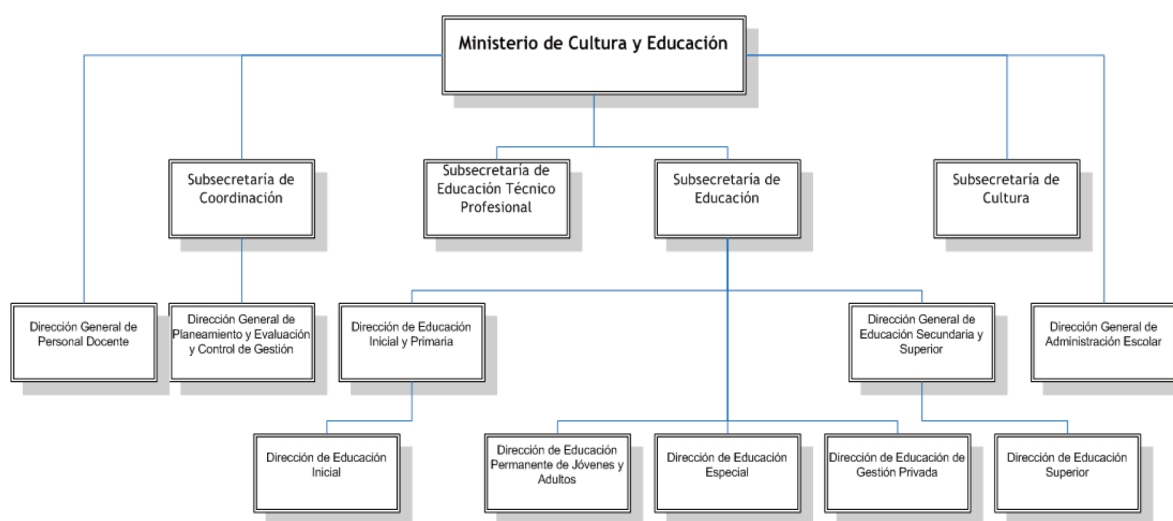 Ministerio de Cultura y Educación
Subsecretaría de
Coordinación
Subsecretaría de
Educación Técnico
Profesional
Subsecretaría de
Educación
Subsecretaría de
Cultura
Dirección General de
Personal Docente
Dirección General de
Planeamiento y Evaluación
y Control de Gestión
Dirección de Educación
Inicial y Primaria
Dirección General de
Educación Secundaria y
Superior
Dirección General de
Administración Escolar
Dirección de Educación
Inicial
Dirección de Educación
Permanente de Jóvenes y
Adultos
Dirección de Educación
Especial
Dirección de Educación de
Gestión Privada
Dirección de Educación
Superior